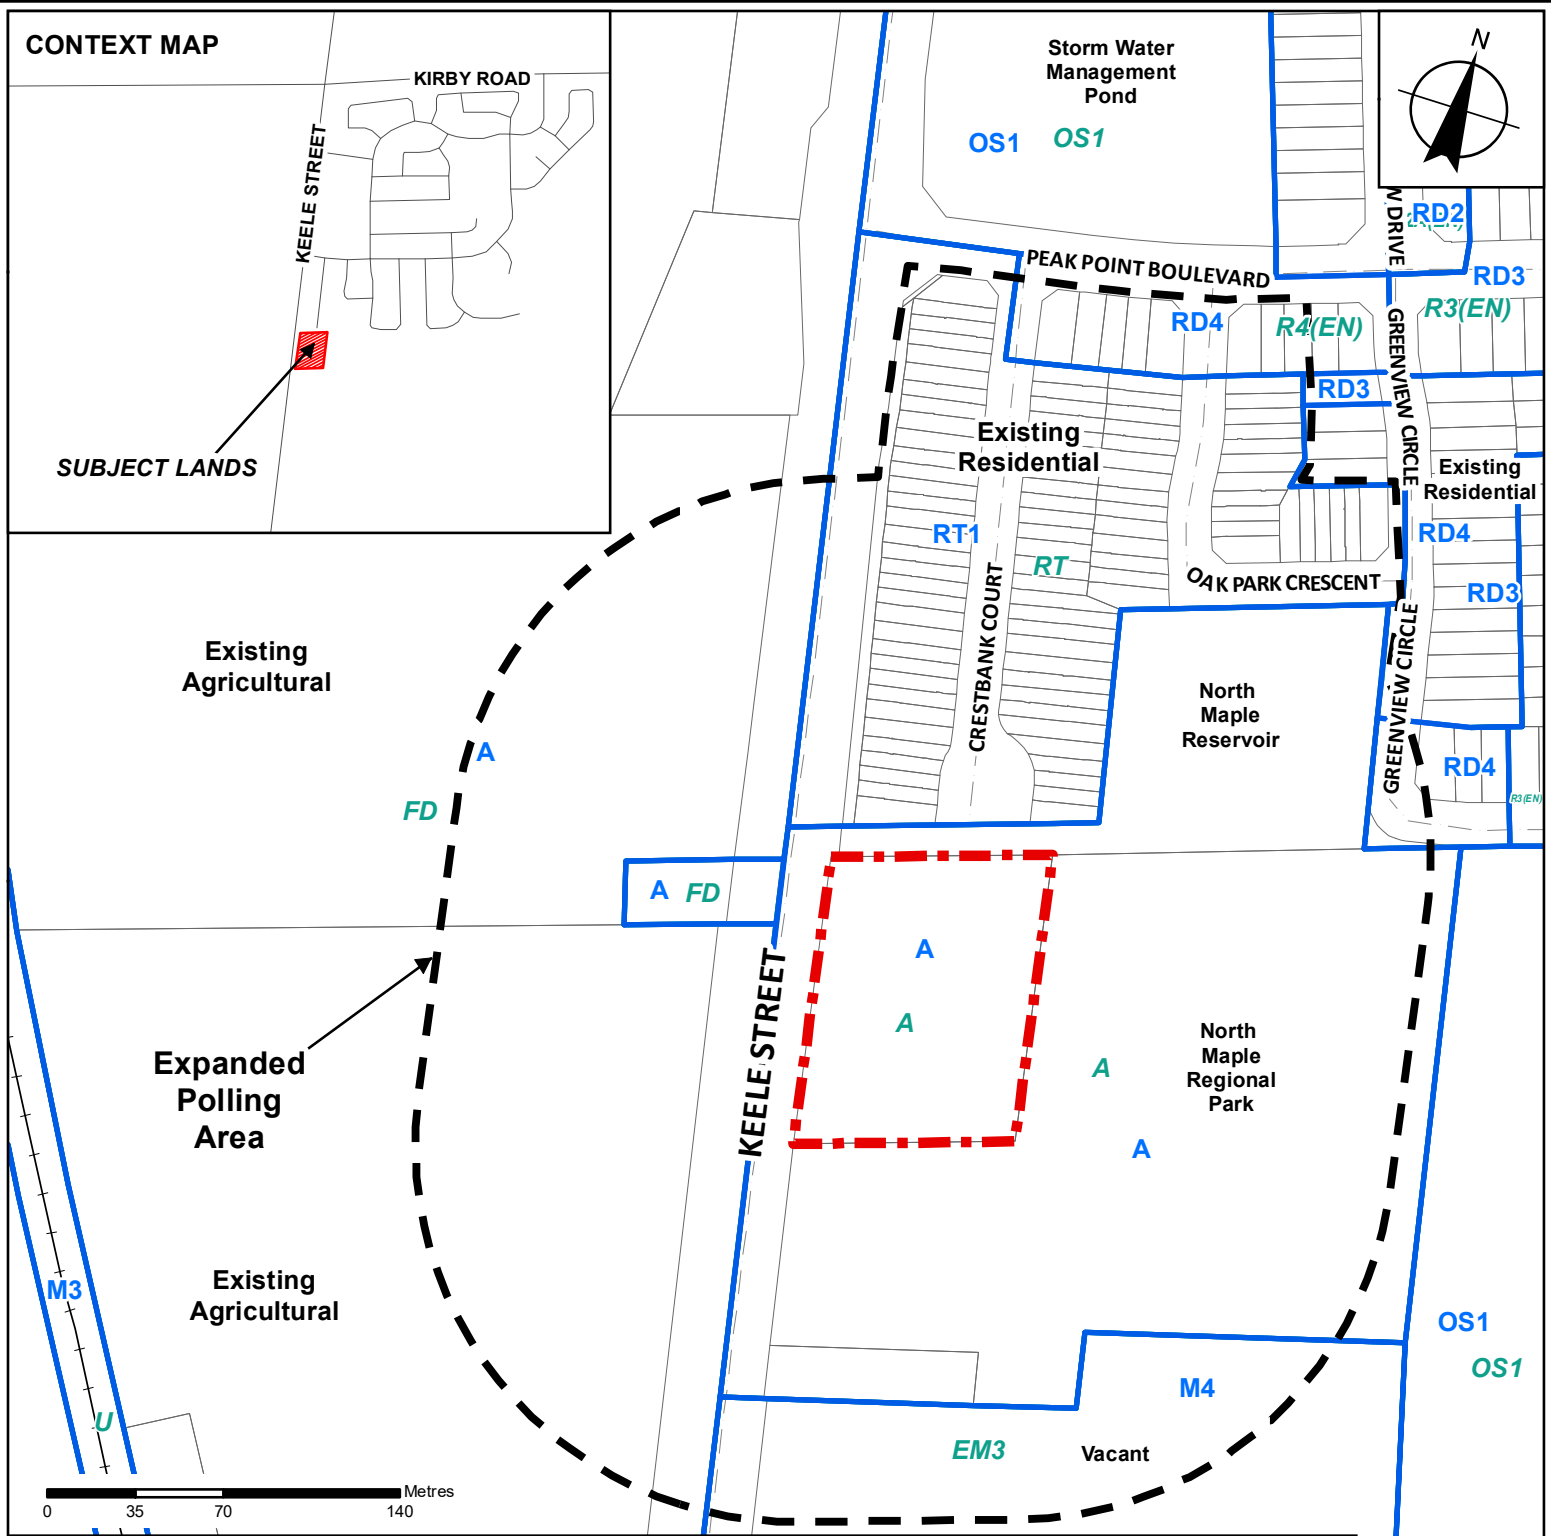 CONTEXT MAP
KIRBY ROAD
KEELE STREET
SUBJECT LANDS
Storm Water
Management
Pond
OS1
OS1
N
W DRIVE
RD2
PEAK POINT BOULEVARD
RD3
R3(EN)
RD4
R4(EN)
GREENVIEW CIRCLE
RD3
Existing
Residential
Existing
Residential
RT1
RT
RD4
OAK PARK CRESCENT
RD3
CRESTBANK COURT
GREENVIEW CIRCLE
Existing
Agricultural
North
Maple
Reservoir
A
FD
RD4
R3(EN)
A
FD
A
A
KEELE STREET
Expanded
Polling
Area
North
Maple
Regional
Park
A
A
Existing
Agricultural
M3
U
OS1
OS1
M4
EM3
Vacant
Metres
0
35
70
140